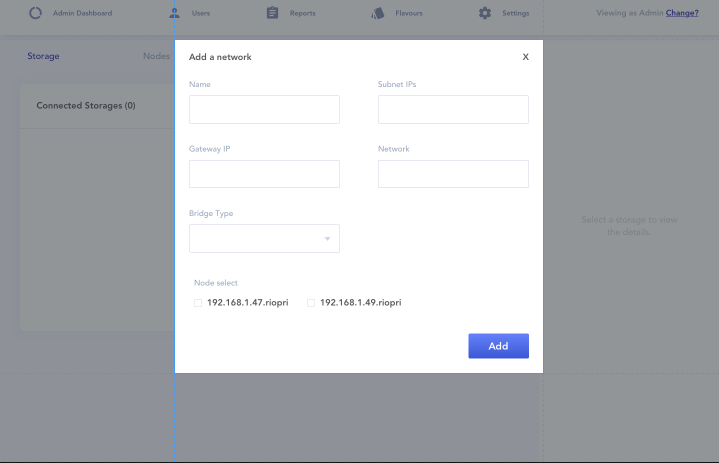 Admin Dashboard
Users
Reports
Flavours
Settings
Viewing as Admin Change?
Storage
Nodes
Connected Storages (0)
Select a storage to view
the details.
Add a network
X
Name
Subnet IPs
Gateway IP
Network
Bridge Type
Node select
192.168.1.47.riopri
192.168.1.49.riopri
Add